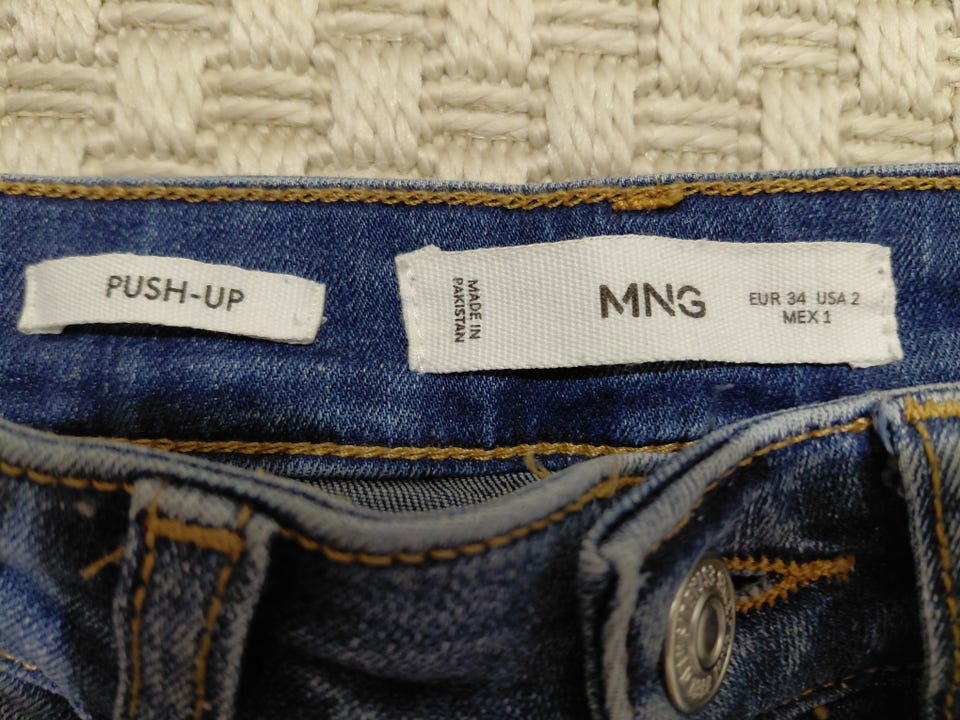 PUSH-UP
MADE IN
PAKISTAN
MNG
EUR 34 USA 2
MEX 1